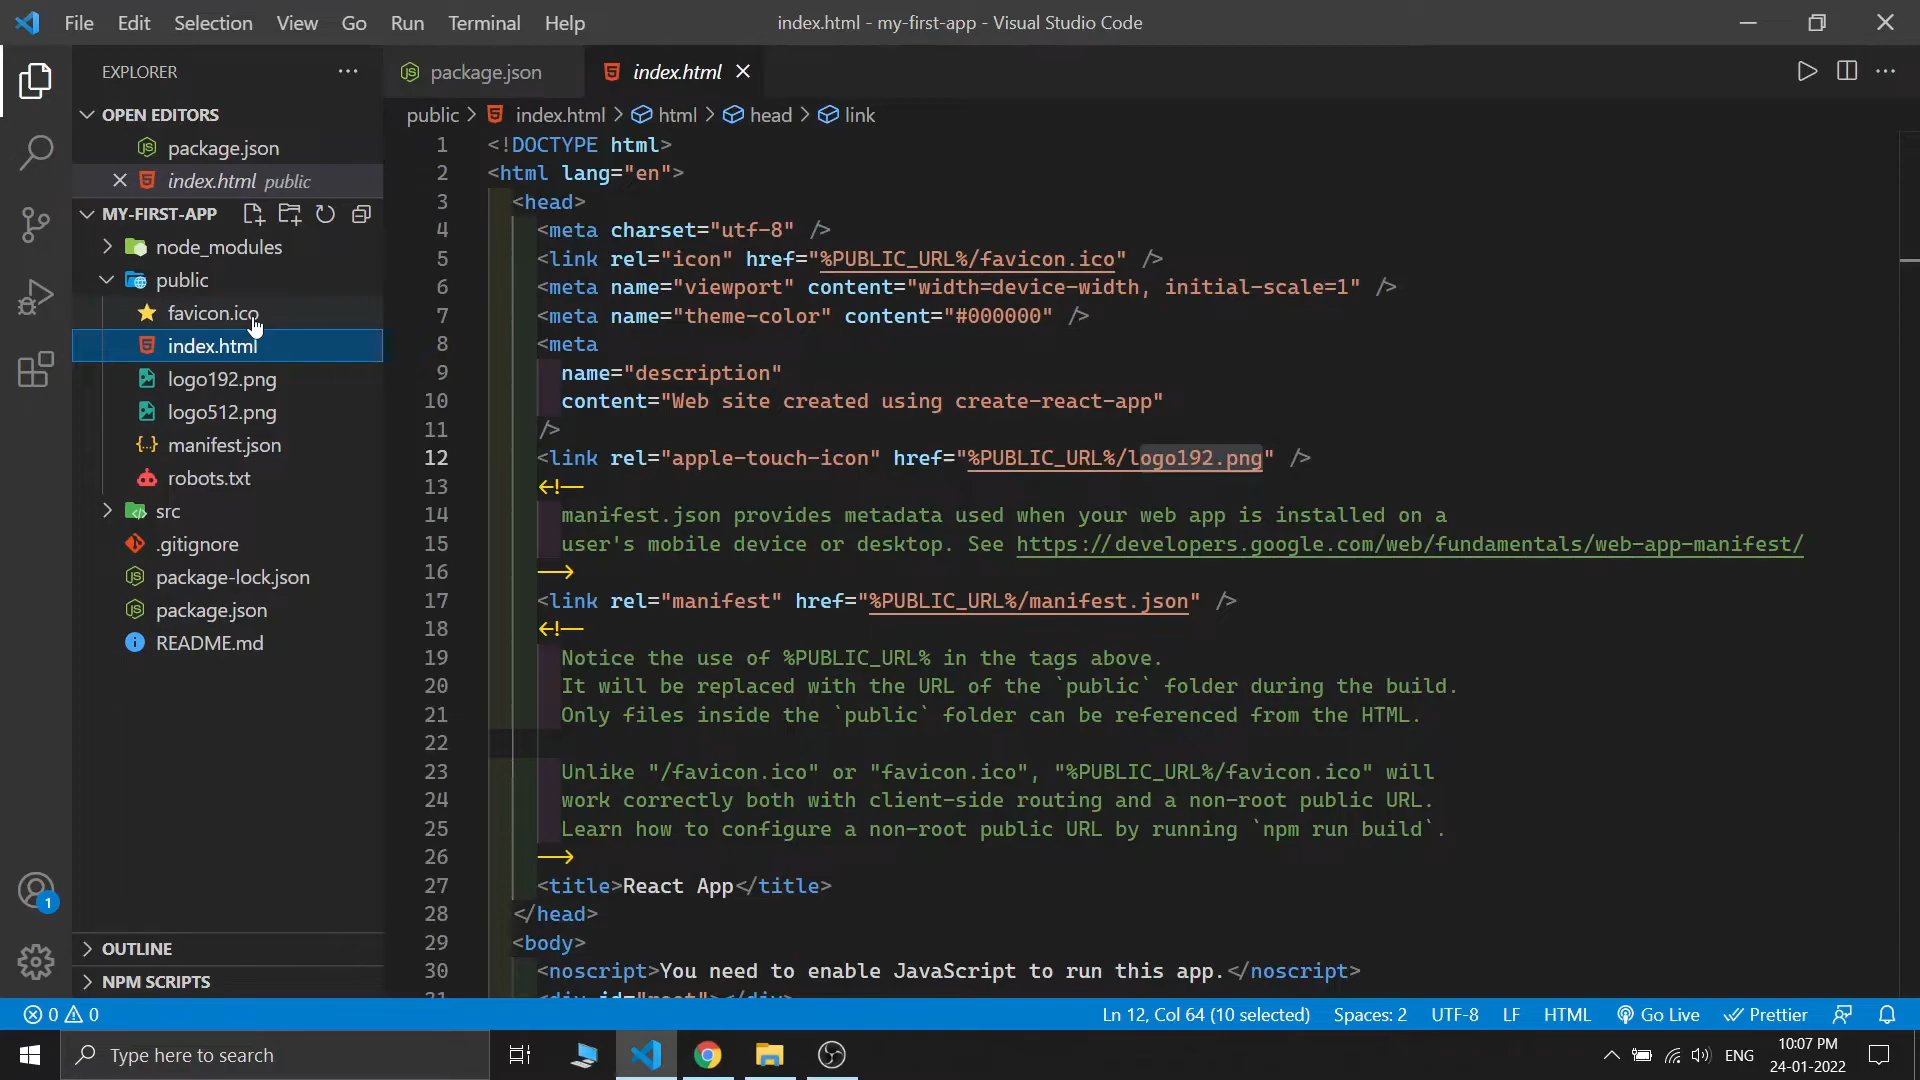 File Edit Selection View Go Run Terminal Help
index.html - my-first-app - Visual Studio Code
EXPLORER
OPEN EDITORS
package.json
index.html public
MY-FIRST-APP
node_modules
public
favicon.ico
index.html
logo192.png
logo512.png
manifest.json
robots.txt
src
.gitignore
package-lock.json
package.json
README.md
OUTLINE
NPM SCRIPTS
1
package.json
index.html
public > index.html > html > head > link
1 <!DOCTYPE html>
2 <html lang="en">
3 <head>
4 <meta charset="utf-8" />
5 <link rel="icon" href="%PUBLIC_URL%/favicon.ico" />
6 <meta name="viewport" content="width=device-width, initial-scale=1" />
7 <meta name="theme-color" content="#000000" />
8 <meta
9 name="description"
10 content="Web site created using create-react-app"
11 />
12 <link rel="apple-touch-icon" href="%PUBLIC_URL%/logo192.png" />
13 <!--
14 manifest.json provides metadata used when your web app is installed on a
15 user's mobile device or desktop. See https://developers.google.com/web/fundamentals/web-app-manifest/
16 -->
17 <link rel="manifest" href="%PUBLIC_URL%/manifest.json" />
18 <!--
19 Notice the use of %PUBLIC_URL% in the tags above.
20 It will be replaced with the URL of the `public` folder during the build.
21 Only files inside the `public` folder can be referenced from the HTML.
22
23 Unlike "/favicon.ico" or "favicon.ico", "%PUBLIC_URL%/favicon.ico" will
24 work correctly both with client-side routing and a non-root public URL.
25 Learn how to configure a non-root public URL by running `npm run build`.
26 -->
27 <title>React App</title>
28 </head>
29 <body>
30 <noscript>You need to enable JavaScript to run this app.</noscript>
31 <div id="root"></div>
0 0
Ln 12, Col 64 (10 selected) Spaces: 2 UTF-8 LF HTML Go Live Prettier
Type here to search
ENG
10:07 PM
24-01-2022